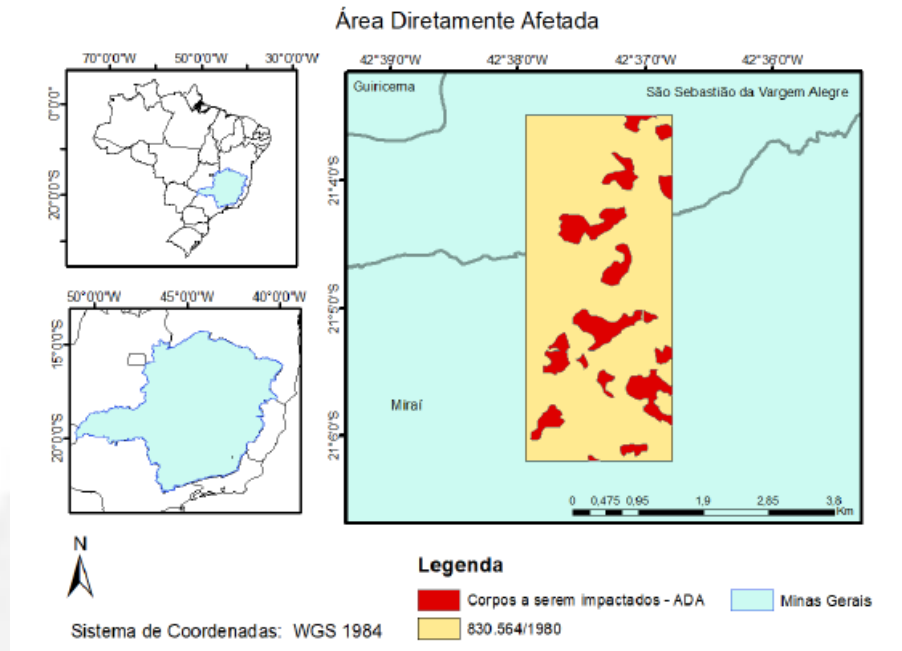 Área Diretamente Afetada
70°0'0"W 50°0'0"W 30°0'0"W
0°0'0"
20°0'0"S
50°0'0"W 45°0'0"W 40°0'0"W
15°0'0"S
20°0'0"S
42°39'0"W 42°38'0"W 42°37'0"W 42°36'0"W
21°4'0"S
21°5'0"S
21°6'0"S
Guiricema
São Sebastião da Vargem Alegre
Miraí
0 0,475 0,95 1,9 2,85 3,8
Km
N
Sistema de Coordenadas: WGS 1984
Legenda
Corpos a serem impactados - ADA
Minas Gerais
830.564/1980